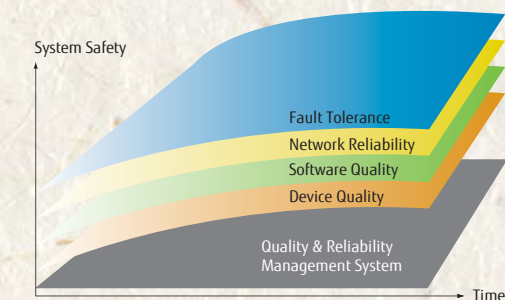 System Safety
Fault Tolerance
Network Reliability
Software Quality
Device Quality
Quality & Reliability
Management System
Time